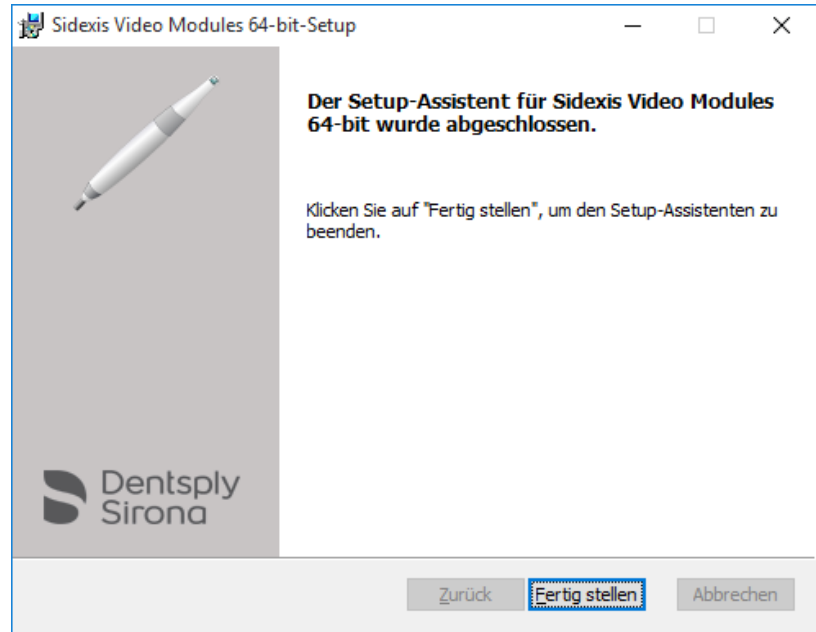 Sidexis Video Modules 64-bit-Setup
Der Setup-Assistent für Sidexis Video Modules
64-bit wurde abgeschlossen.
Klicken Sie auf "Fertig stellen", um den Setup-Assistenten zu
beenden.
Dentsply
Sirona
Zurück Fertig stellen Abbrechen